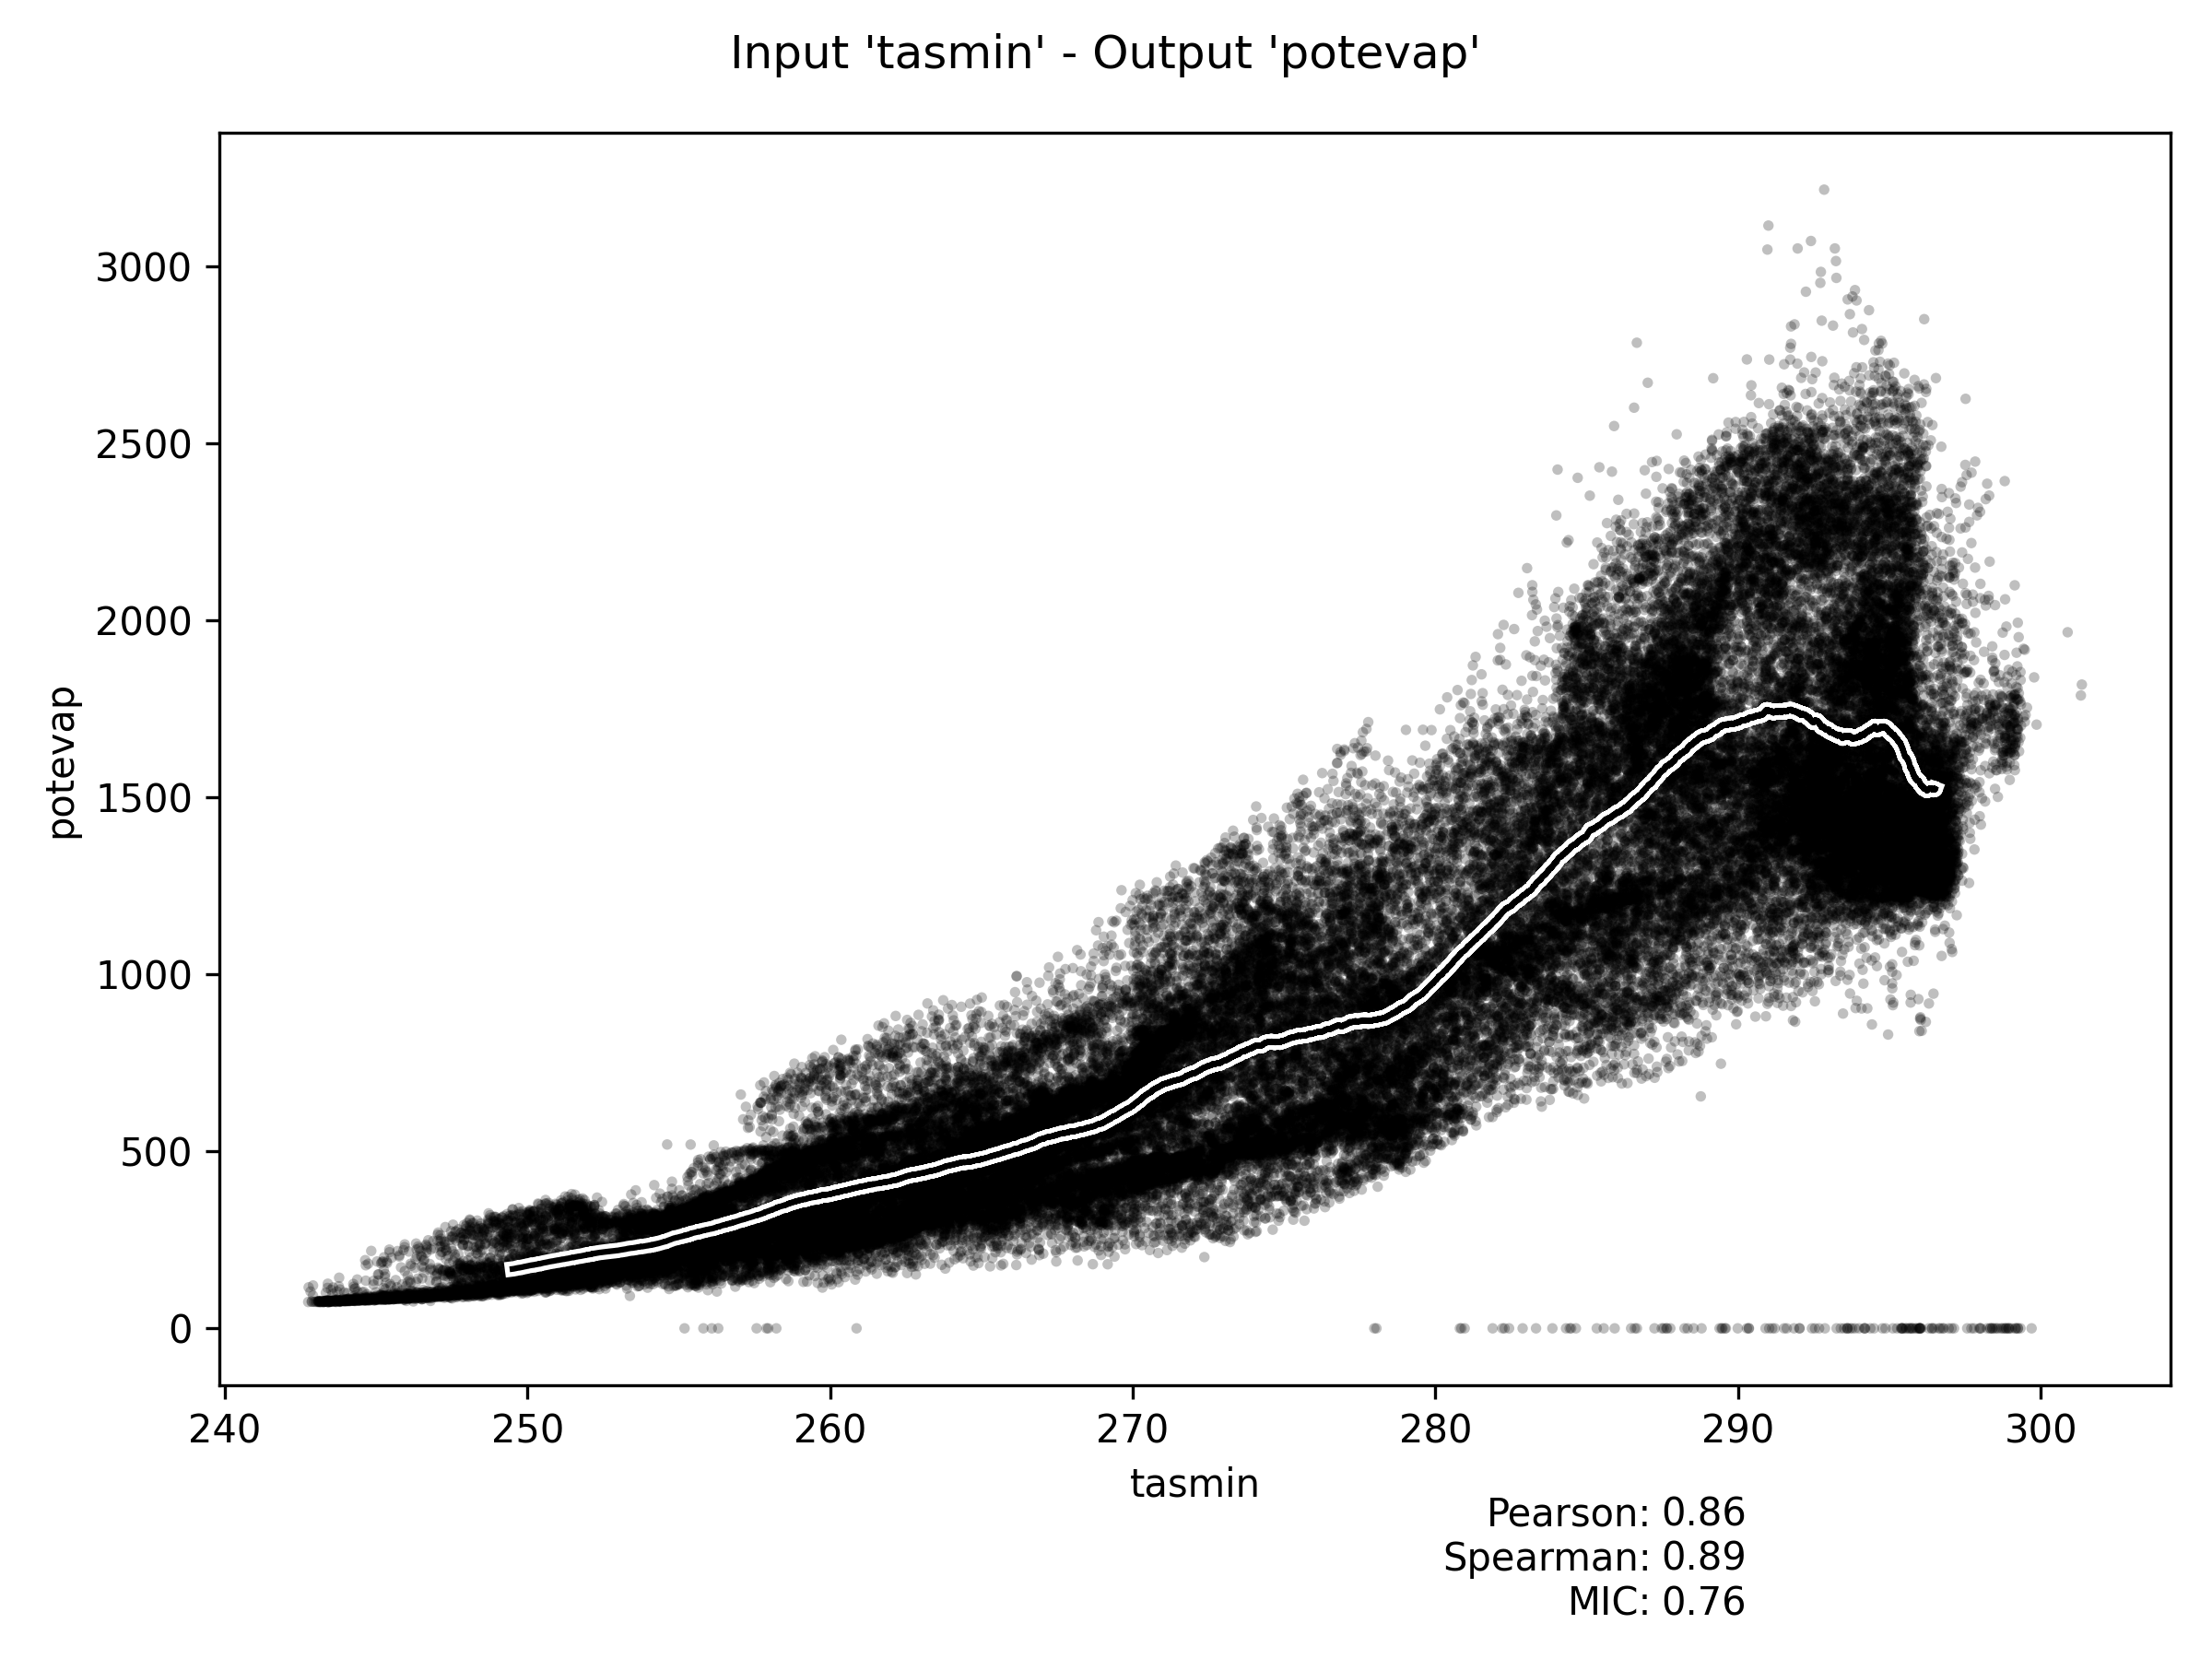 Input 'tasmin' - Output 'potevap'
potevap
3000
2500
2000
1500
1000
500
0
240 250 260 270 280 290 300
tasmin
Pearson: 0.86
Spearman: 0.89
MIC: 0.76